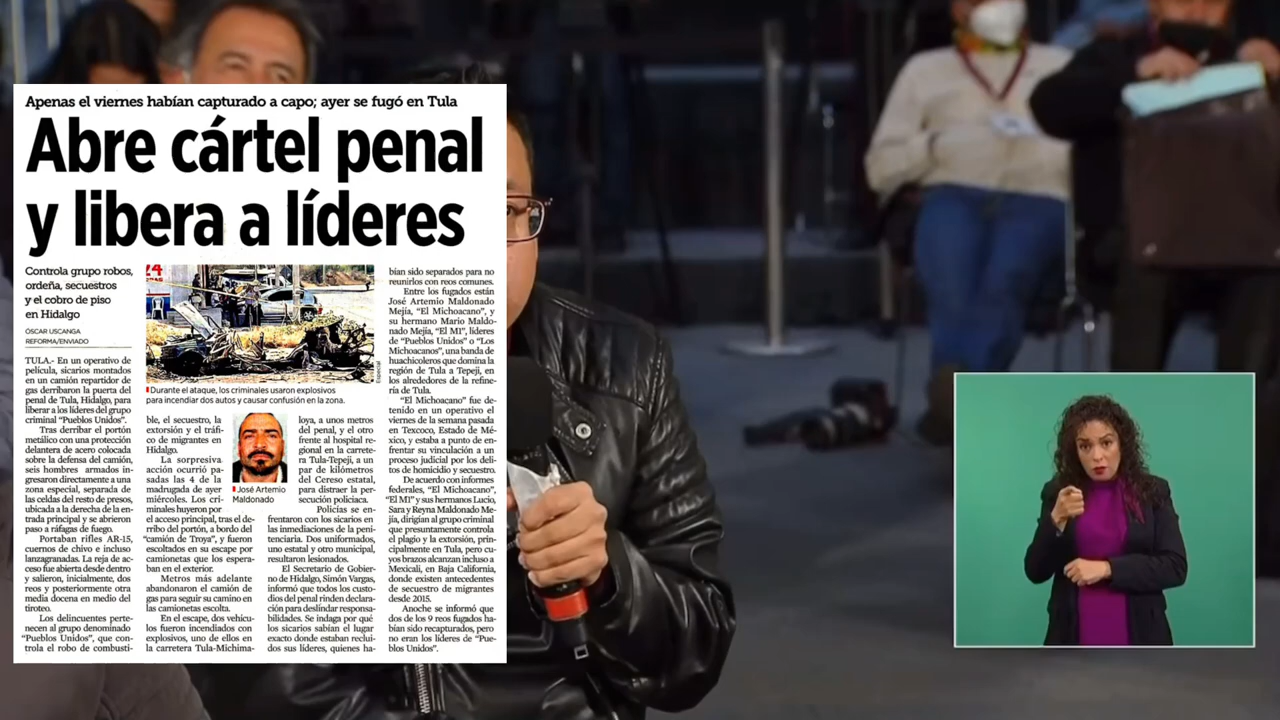 Apenas el viernes habían capturado a capo; ayer se fugó en Tula
Abre cártel penal
y libera a líderes
Controla grupo robos,
ordeña, secuestros
y el cobro de piso
en Hidalgo
ÓSCAR USCANGA
REFORMA/ENVIADO
TULA.- En un operativo de
película, sicarios montados
en un camión repartidor de
gas derribaron la puerta del
penal de Tula, Hidalgo, para
liberar a los líderes del grupo
criminal "Pueblos Unidos".
Tras derribar el portón
metálico con una protección
delantera de acero colocada
sobre la defensa del camión,
seis hombres armados in-
gresaron directamente a una
zona especial, separada de
las celdas del resto de presos,
ubicada a la derecha de la en-
trada principal y se abrieron
paso a ráfagas de fuego.
Portaban rifles AR-15,
cuernos de chivo e incluso
lanzagranadas. La reja de ac-
ceso fue abierta desde dentro
y salieron, inicialmente, dos
reos y posteriormente otra
media docena en medio del
tiroteo.
Los delincuentes perte-
necen al grupo denominado
"Pueblos Unidos", que con-
trola el robo de combusti-
24
Especial
Durante el ataque, los criminales usaron explosivos
para incendiar dos autos y causar confusión en la zona.
ble, el secuestro, la
extorsión y el tráfi-
co de migrantes en
Hidalgo.
La sorpresiva
acción ocurrió pa-
sadas las 4 de la
madrugada de ayer
miércoles. Los cri-
minales huyeron por
el acceso principal, tras el de-
rribo del portón, a bordo del
"camión de Troya", y fueron
escoltados en su escape por
camionetas que los espera-
ban en el exterior.
Metros más adelante
abandonaron el camión de
gas para seguir su camino en
las camionetas escolta.
En el escape, dos vehícu-
los fueron incendiados con
explosivos, uno de ellos en
la carretera Tula-Michima-
José Artemio
Maldonado
loya, a unos metros
del penal, y el otro
frente al hospital re-
gional en la carrete-
ra Tula-Tepeji, a un
par de kilómetros
del Cereso estatal,
para distraer la per-
secución policiaca.
Policías se en-
frentaron con los sicarios en
las inmediaciones de la peni-
tenciaria. Dos uniformados,
uno estatal y otro municipal,
resultaron lesionados.
El Secretario de Gobier-
no de Hidalgo, Simón Vargas,
informó que todos los custo-
dios del penal rinden declara-
ción para deslindar responsa-
bilidades. Se indaga por qué
los sicarios sabían el lugar
exacto donde estaban reclui-
dos sus líderes, quienes ha-
bían sido separados para no
reunirlos con reos comunes.
Entre los fugados están
José Artemio Maldonado
Mejía, "El Michoacano", y
su hermano Mario Maldo-
nado Mejía, "El M1", líderes
de "Pueblos Unidos" o "Los
Michoacanos", una banda de
huachicoleros que domina la
región de Tula a Tepeji, en
los alrededores de la refine-
ría de Tula.
"El Michoacano" fue de-
tenido en un operativo el
viernes de la semana pasada
en Texcoco, Estado de Mé-
xico, y estaba a punto de en-
frentar su vinculación a un
proceso judicial por los deli-
tos de homicidio y secuestro.
De acuerdo con informes
federales, "El Michoacano",
"El M1" y sus hermanos Lucio,
Sara y Reyna Maldonado Me-
jía, dirigían al grupo criminal
que presuntamente controla
el plagio y la extorsión, prin-
cipalmente en Tula, pero cu-
yos brazos alcanzan incluso a
Mexicali, en Baja California,
donde existen antecedentes
de secuestro de migrantes
desde 2015.
Anoche se informó que
dos de los 9 reos fugados ha-
bían sido recapturados, pero
no eran los líderes de "Pue-
blos Unidos".